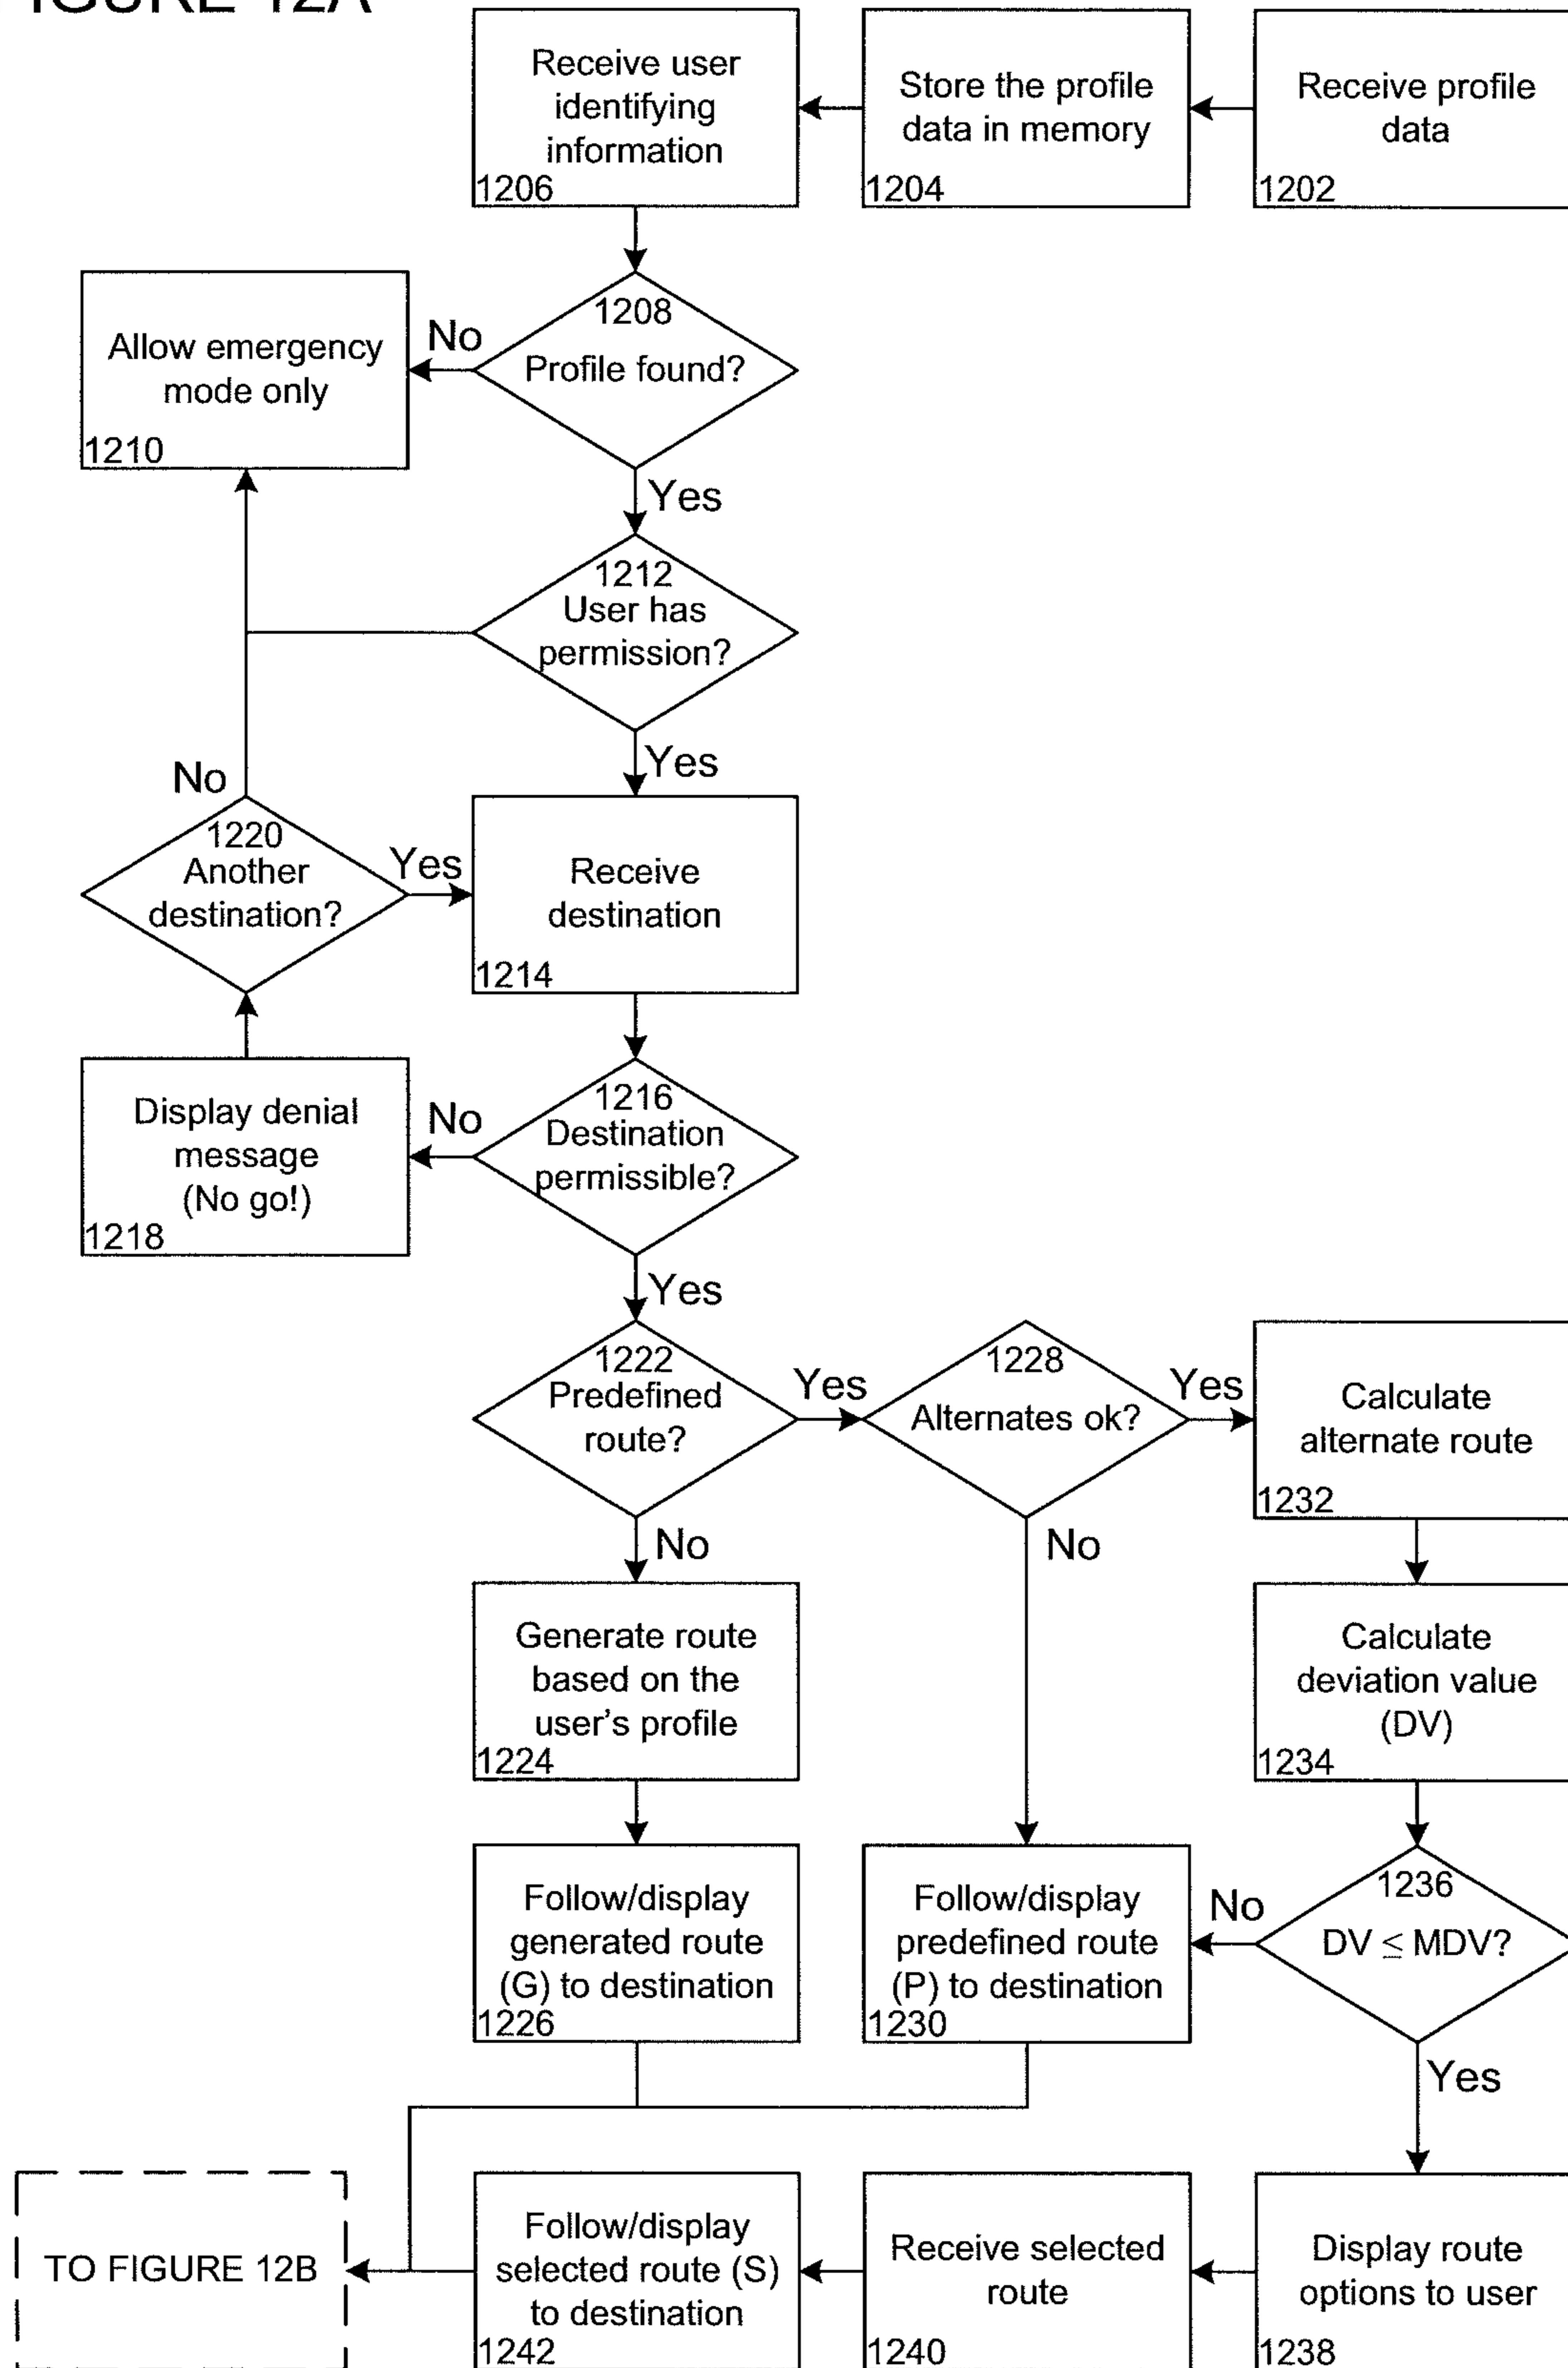 IGURE 12A
Receive user
identifying
information
1206
Store the profile
data in memory
1204
Receive profile
data
1202
Allow emergency
mode only
1210
No
1208
Profile found?
Yes
1212
User has
permission?
Yes
No
1220
Another
destination?
Yes
Receive
destination
1214
Display denial
message
(No go!)
1218
No
1216
Destination
permissible?
Yes
1222
Predefined
route?
Yes
1228
Alternates ok?
Yes
Calculate
alternate route
1232
No
No
Generate route
based on the
user's profile
1224
Calculate
deviation value
(DV)
1234
Follow/display
generated route
(G) to destination
1226
Follow/display
predefined route
(P) to destination
1230
No
1236
DV ≤ MDV?
Yes
TO FIGURE 12B
Follow/display
selected route (S)
to destination
1242
Receive selected
route
1240
Display route
options to user
1238